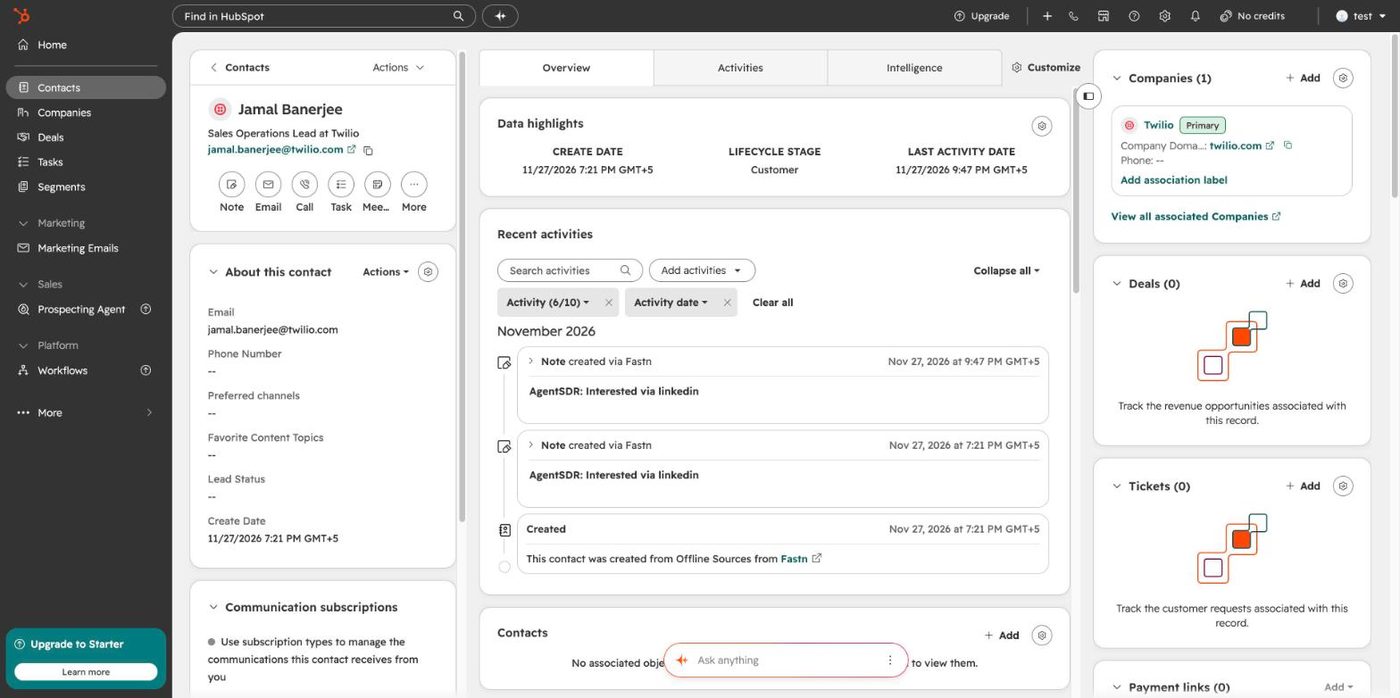 Find in HubSpot
Upgrade
No credits
test
Home
Contacts
Companies
Deals
Tasks
Segments
Marketing
Marketing Emails
Sales
Prospecting Agent
Platform
Workflows
More
Upgrade to Starter
Learn more
Contacts
Actions
Jamal Banerjee
Sales Operations Lead at Twilio
jamal.banerjee@twilio.com
Note Email Call Task Mee... More
About this contact
Actions
Email
jamal.banerjee@twilio.com
Phone Number
--
Preferred channels
--
Favorite Content Topics
--
Lead Status
--
Create Date
11/27/2026 7:21 PM GMT+5
Communication subscriptions
Use subscription types to manage the
communications this contact receives from
you
Overview
Activities
Intelligence
Customize
Data highlights
CREATE DATE
11/27/2026 7:21 PM GMT+5
LIFECYCLE STAGE
Customer
LAST ACTIVITY DATE
11/27/2026 9:47 PM GMT+5
Recent activities
Search activities
Add activities
Collapse all
Activity (6/10)
Activity date
Clear all
November 2026
Note created via Fastn
Nov 27, 2026 at 9:47 PM GMT+5
AgentSDR: Interested via linkedin
Note created via Fastn
Nov 27, 2026 at 7:21 PM GMT+5
AgentSDR: Interested via linkedin
Created
Nov 27, 2026 at 7:21 PM GMT+5
This contact was created from Offline Sources from Fastn
Contacts
+ Add
No associated obje
to view them.
Ask anything
Companies (1)
+ Add
Twilio
Primary
Company Doma...: twilio.com
Phone: --
Add association label
View all associated Companies
Deals (0)
+ Add
Track the revenue opportunities associated with
this record.
Tickets (0)
+ Add
Track the customer requests associated with this
record.
Payment links (0)
Add